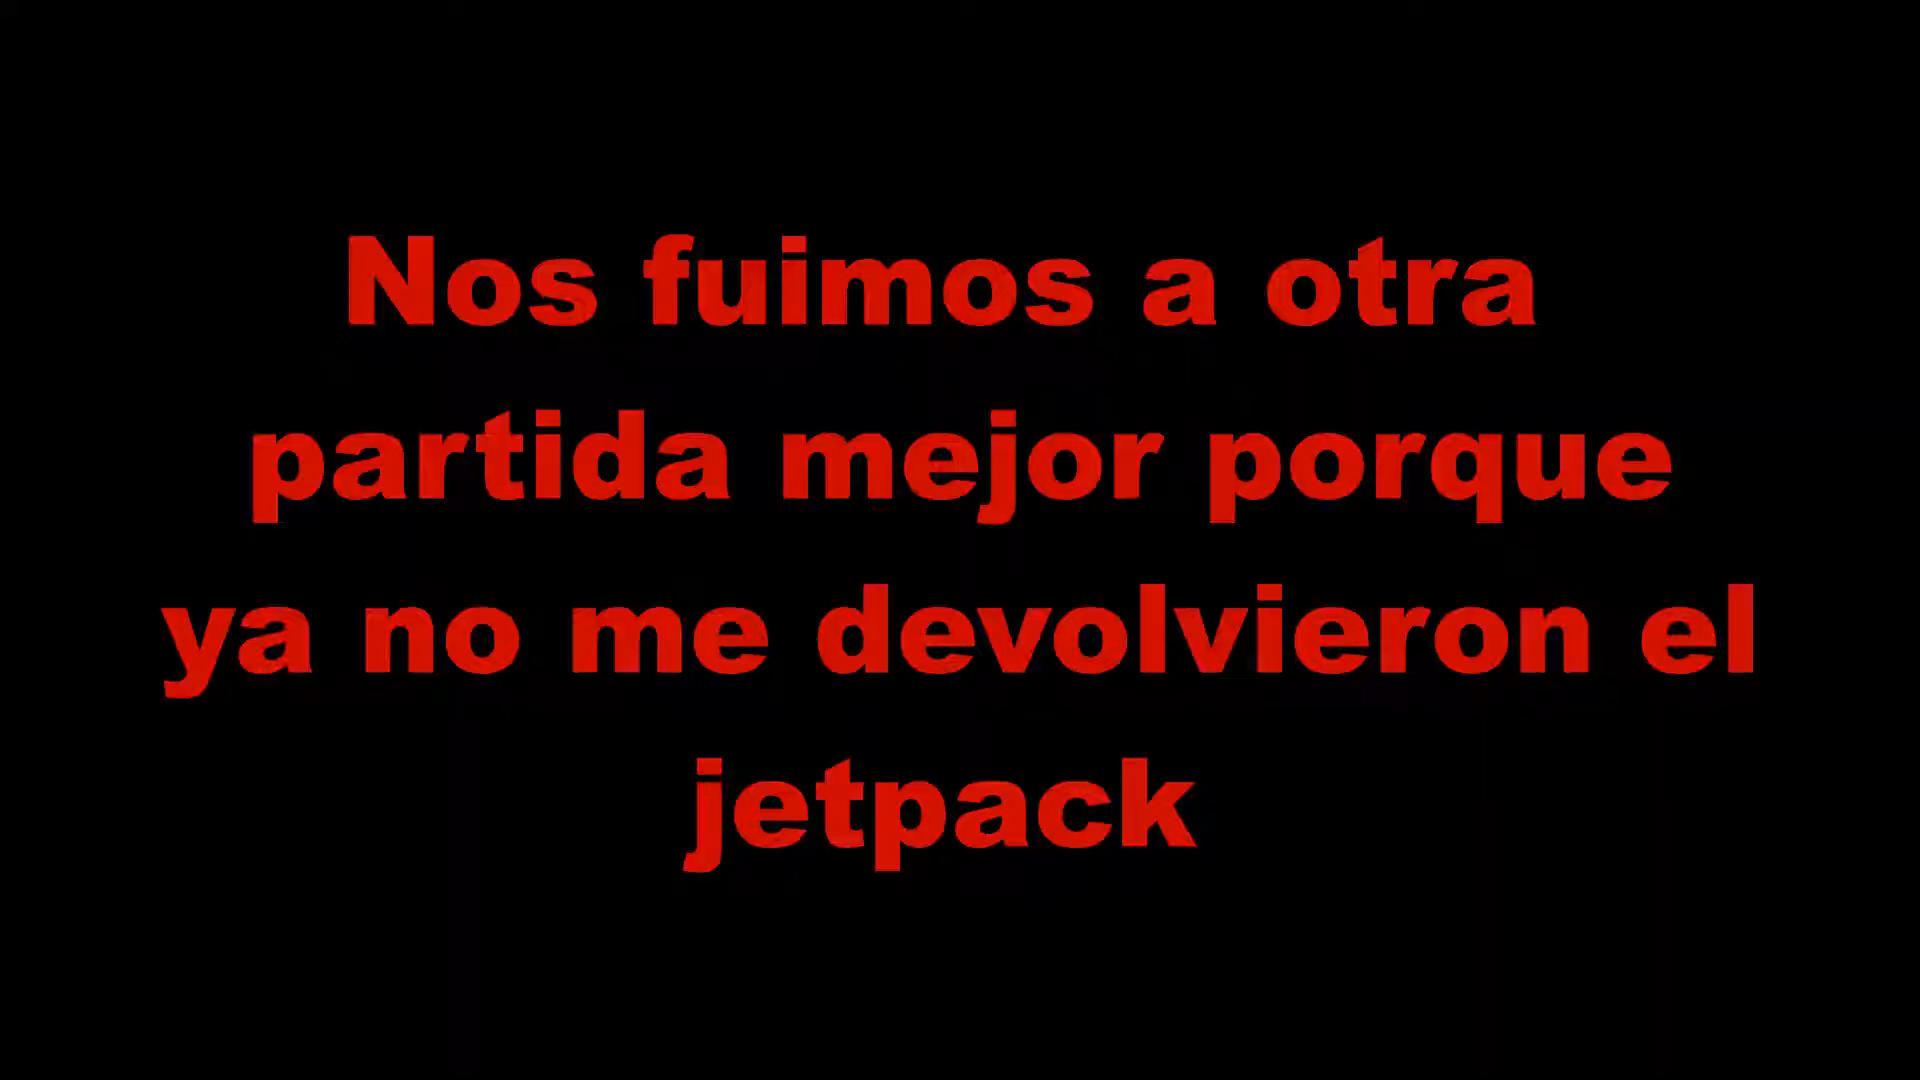 Nos fuimos a otra
partida mejor porque
ya no me devolvieron el
jetpack